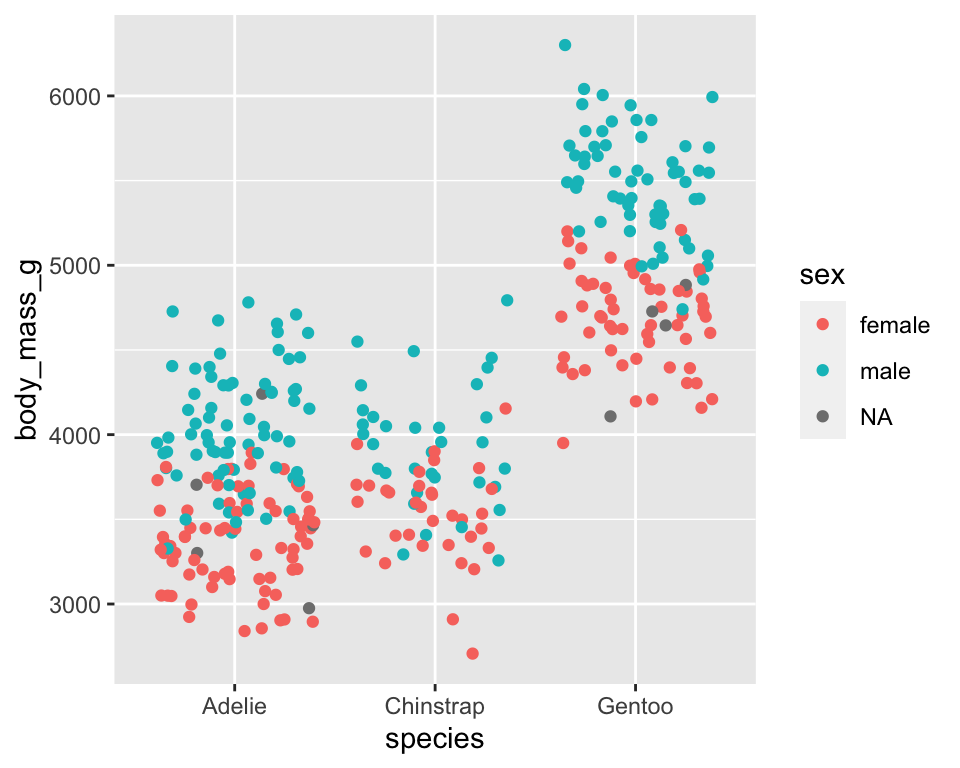 body_mass_g
6000
5000
4000
3000
Adelie Chinstrap Gentoo
species
sex
female
male
NA